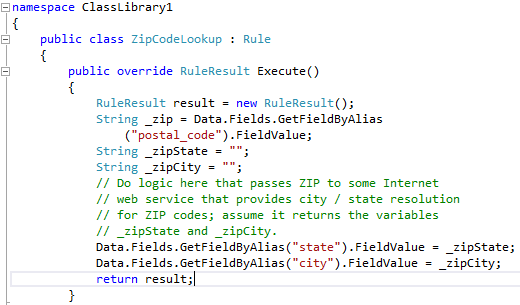 namespace ClassLibrary1
{
public class ZipCodeLookup : Rule
{
public override RuleResult Execute()
{
RuleResult result = new RuleResult();
String _zip = Data.Fields.GetFieldByAlias
("postal_code").FieldValue;
String _zipState = "";
String _zipCity = "";
// Do logic here that passes ZIP to some Internet
// web service that provides city / state resolution
// for ZIP codes; assume it returns the variables
// _zipState and _zipCity.
Data.Fields.GetFieldByAlias("state").FieldValue = _zipState;
Data.Fields.GetFieldByAlias("city").FieldValue = _zipCity;
return result;
}